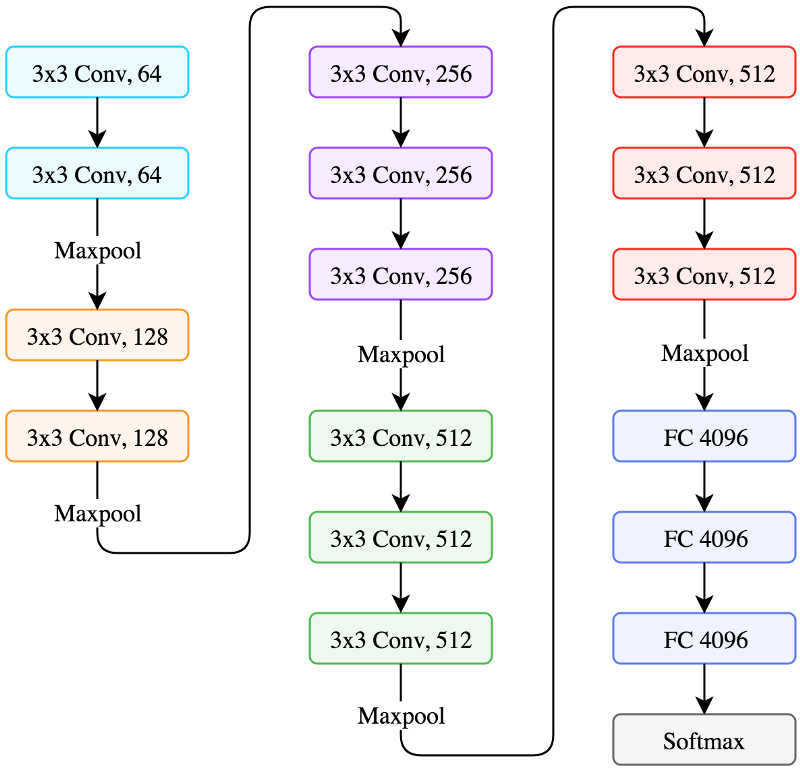 3x3 Conv, 64
3x3 Conv, 64
Maxpool
3x3 Conv, 128
3x3 Conv, 128
Maxpool
3x3 Conv, 256
3x3 Conv, 256
3x3 Conv, 256
Maxpool
3x3 Conv, 512
3x3 Conv, 512
3x3 Conv, 512
Maxpool
3x3 Conv, 512
3x3 Conv, 512
3x3 Conv, 512
Maxpool
FC 4096
FC 4096
FC 4096
Softmax